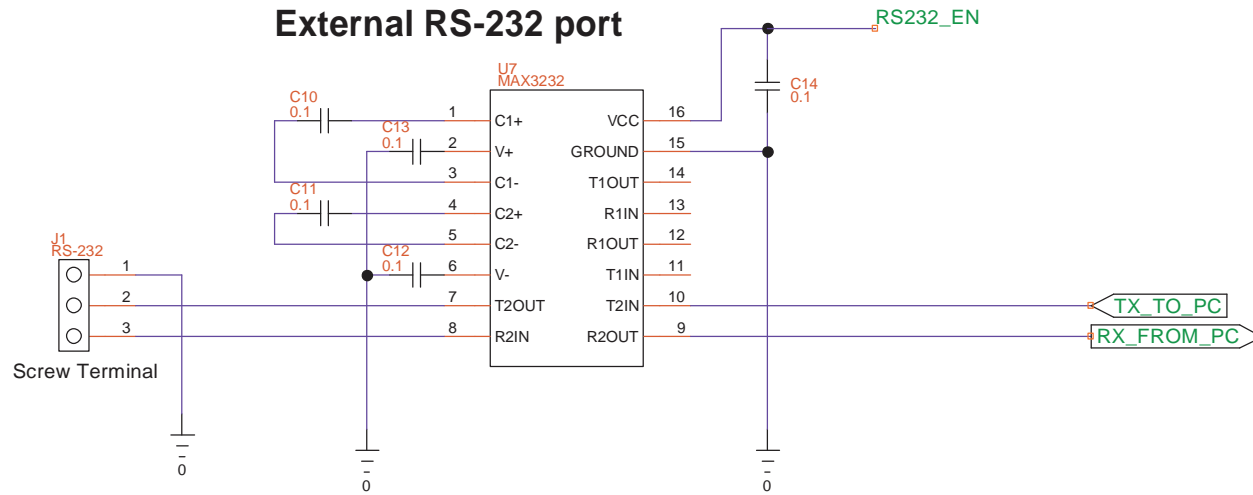 External RS-232 port
RS232_EN
U7
MAX3232
C14
0.1
C10
0.1
1
C1+
VCC
16
C13
0.1
2
V+
GROUND
15
3
C1-
T1OUT
14
C11
0.1
4
C2+
R1IN
13
5
C2-
R1OUT
12
C12
0.1
6
V-
T1IN
11
J1
RS-232
1
2
7
T2OUT
T2IN
10
TX_TO_PC
3
8
R2IN
R2OUT
9
RX_FROM_PC
Screw Terminal
0
0
0